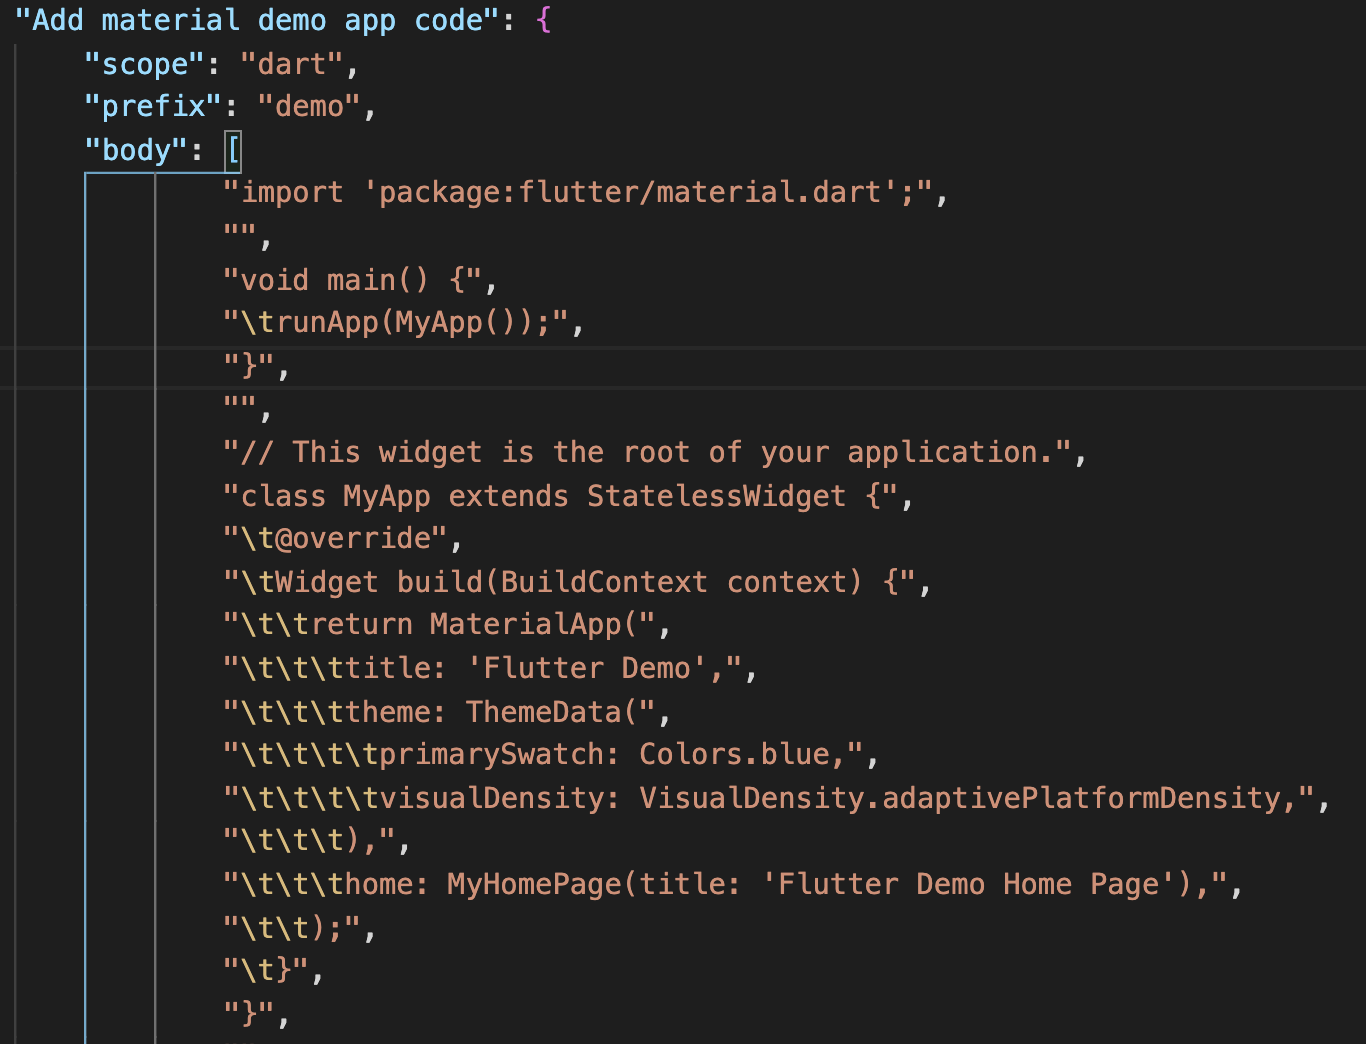 "Add material demo app code": {
"scope": "dart",
"prefix": "demo",
"body": [
"import 'package:flutter/material.dart';",
"",
"void main() {",
"\trunApp(MyApp());",
"}",
"",
"// This widget is the root of your application.",
"class MyApp extends StatelessWidget {",
"\t@override",
"\tWidget build(BuildContext context) {",
"\t\treturn MaterialApp(",
"\t\t\ttitle: 'Flutter Demo',",
"\t\t\ttheme: ThemeData(",
"\t\t\t\tprimarySwatch: Colors.blue,",
"\t\t\t\tvisualDensity: VisualDensity.adaptivePlatformDensity,",
"\t\t\t),",
"\t\t\thome: MyHomePage(title: 'Flutter Demo Home Page'),",
"\t\t);",
"\t}",
"}",